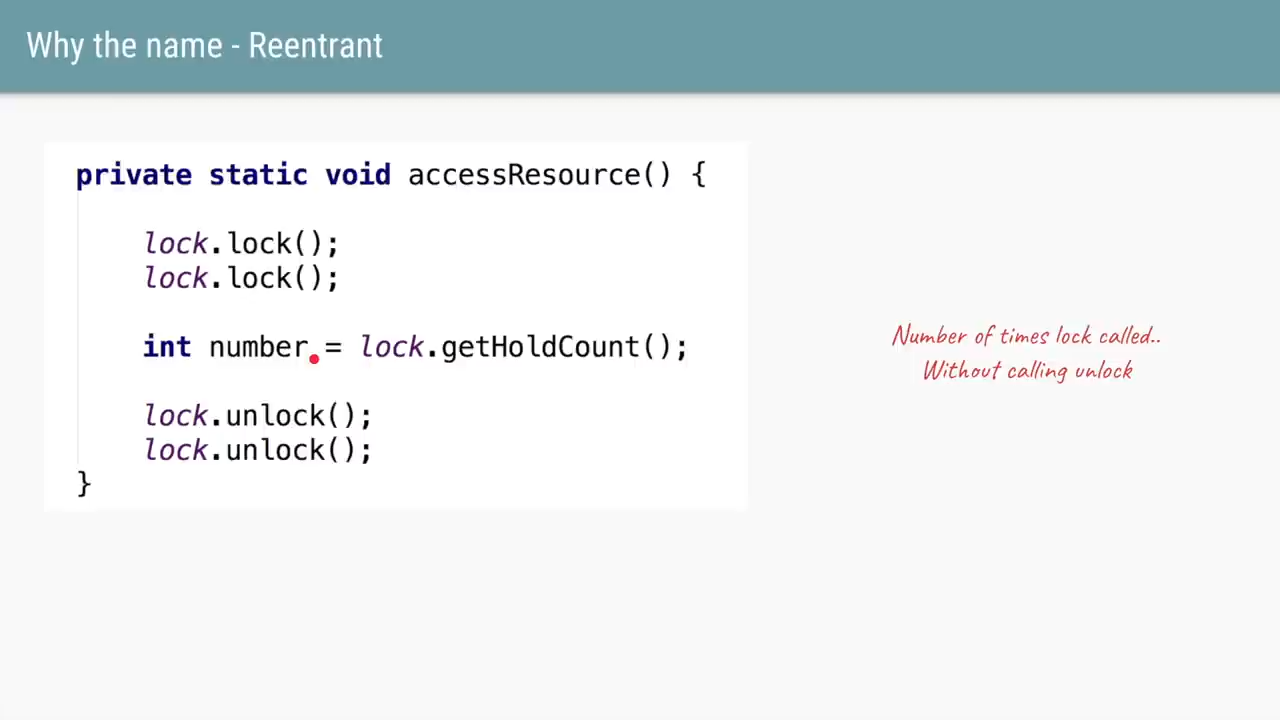 Why the name - Reentrant
private static void accessResource() {
lock.lock();
lock.lock();
int number = lock.getHoldCount();
lock.unlock();
lock.unlock();
}
Number of times lock called..
Without calling unlock